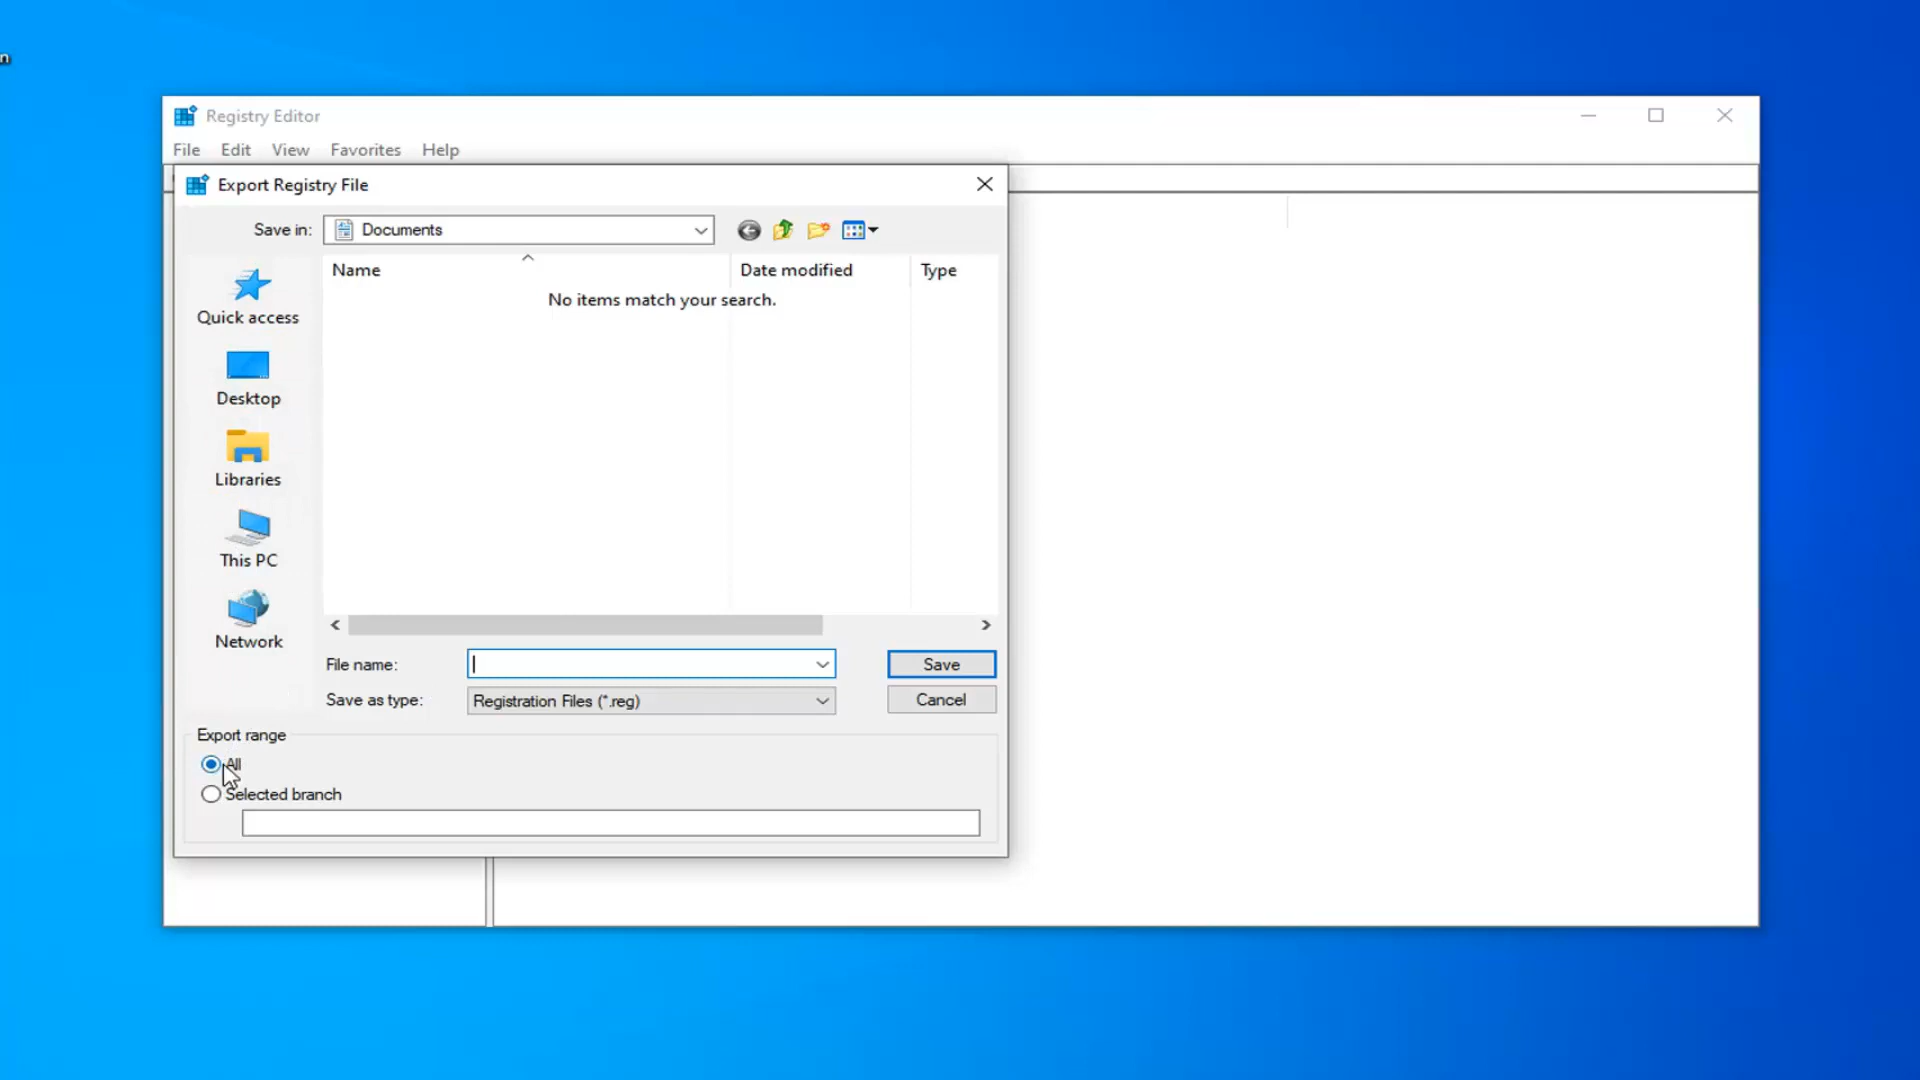 n
Registry Editor
File Edit View Favorites Help
Export Registry File
Save in: Documents
Name Date modified Type
No items match your search.
Quick access
Desktop
Libraries
This PC
Network
File name: Save
Save as type: Registration Files (*.reg) Cancel
Export range
All
Selected branch